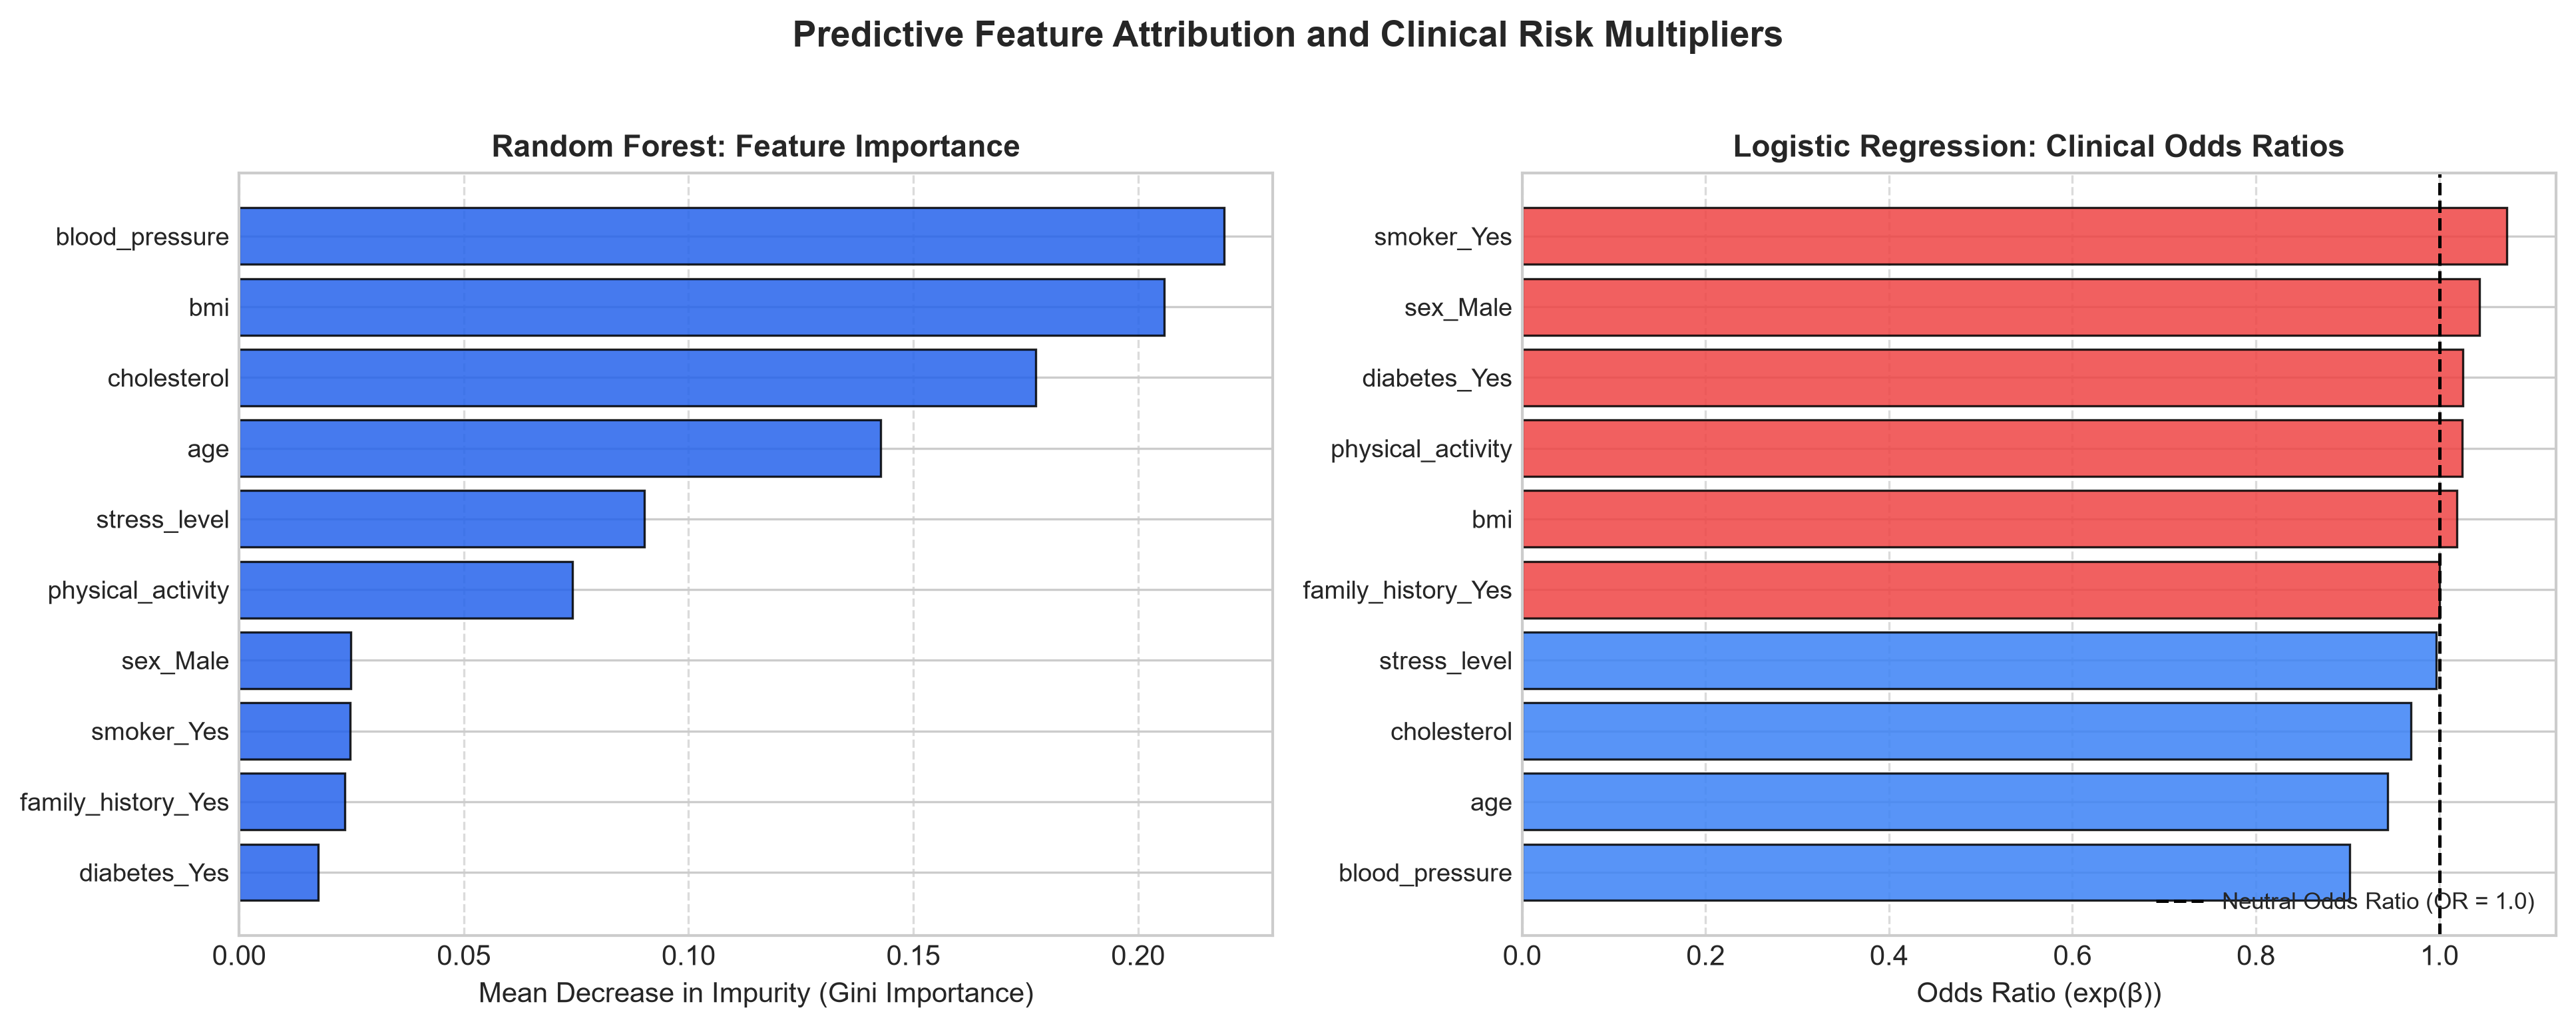 Predictive Feature Attribution and Clinical Risk Multipliers
Random Forest: Feature Importance
blood_pressure
bmi
cholesterol
age
stress_level
physical_activity
sex_Male
smoker_Yes
family_history_Yes
diabetes_Yes
0.00 0.05 0.10 0.15 0.20
Mean Decrease in Impurity (Gini Importance)
Logistic Regression: Clinical Odds Ratios
smoker_Yes
sex_Male
diabetes_Yes
physical_activity
bmi
family_history_Yes
stress_level
cholesterol
age
blood_pressure
Neutral Odds Ratio (OR = 1.0)
0.0 0.2 0.4 0.6 0.8 1.0
Odds Ratio (exp(β))